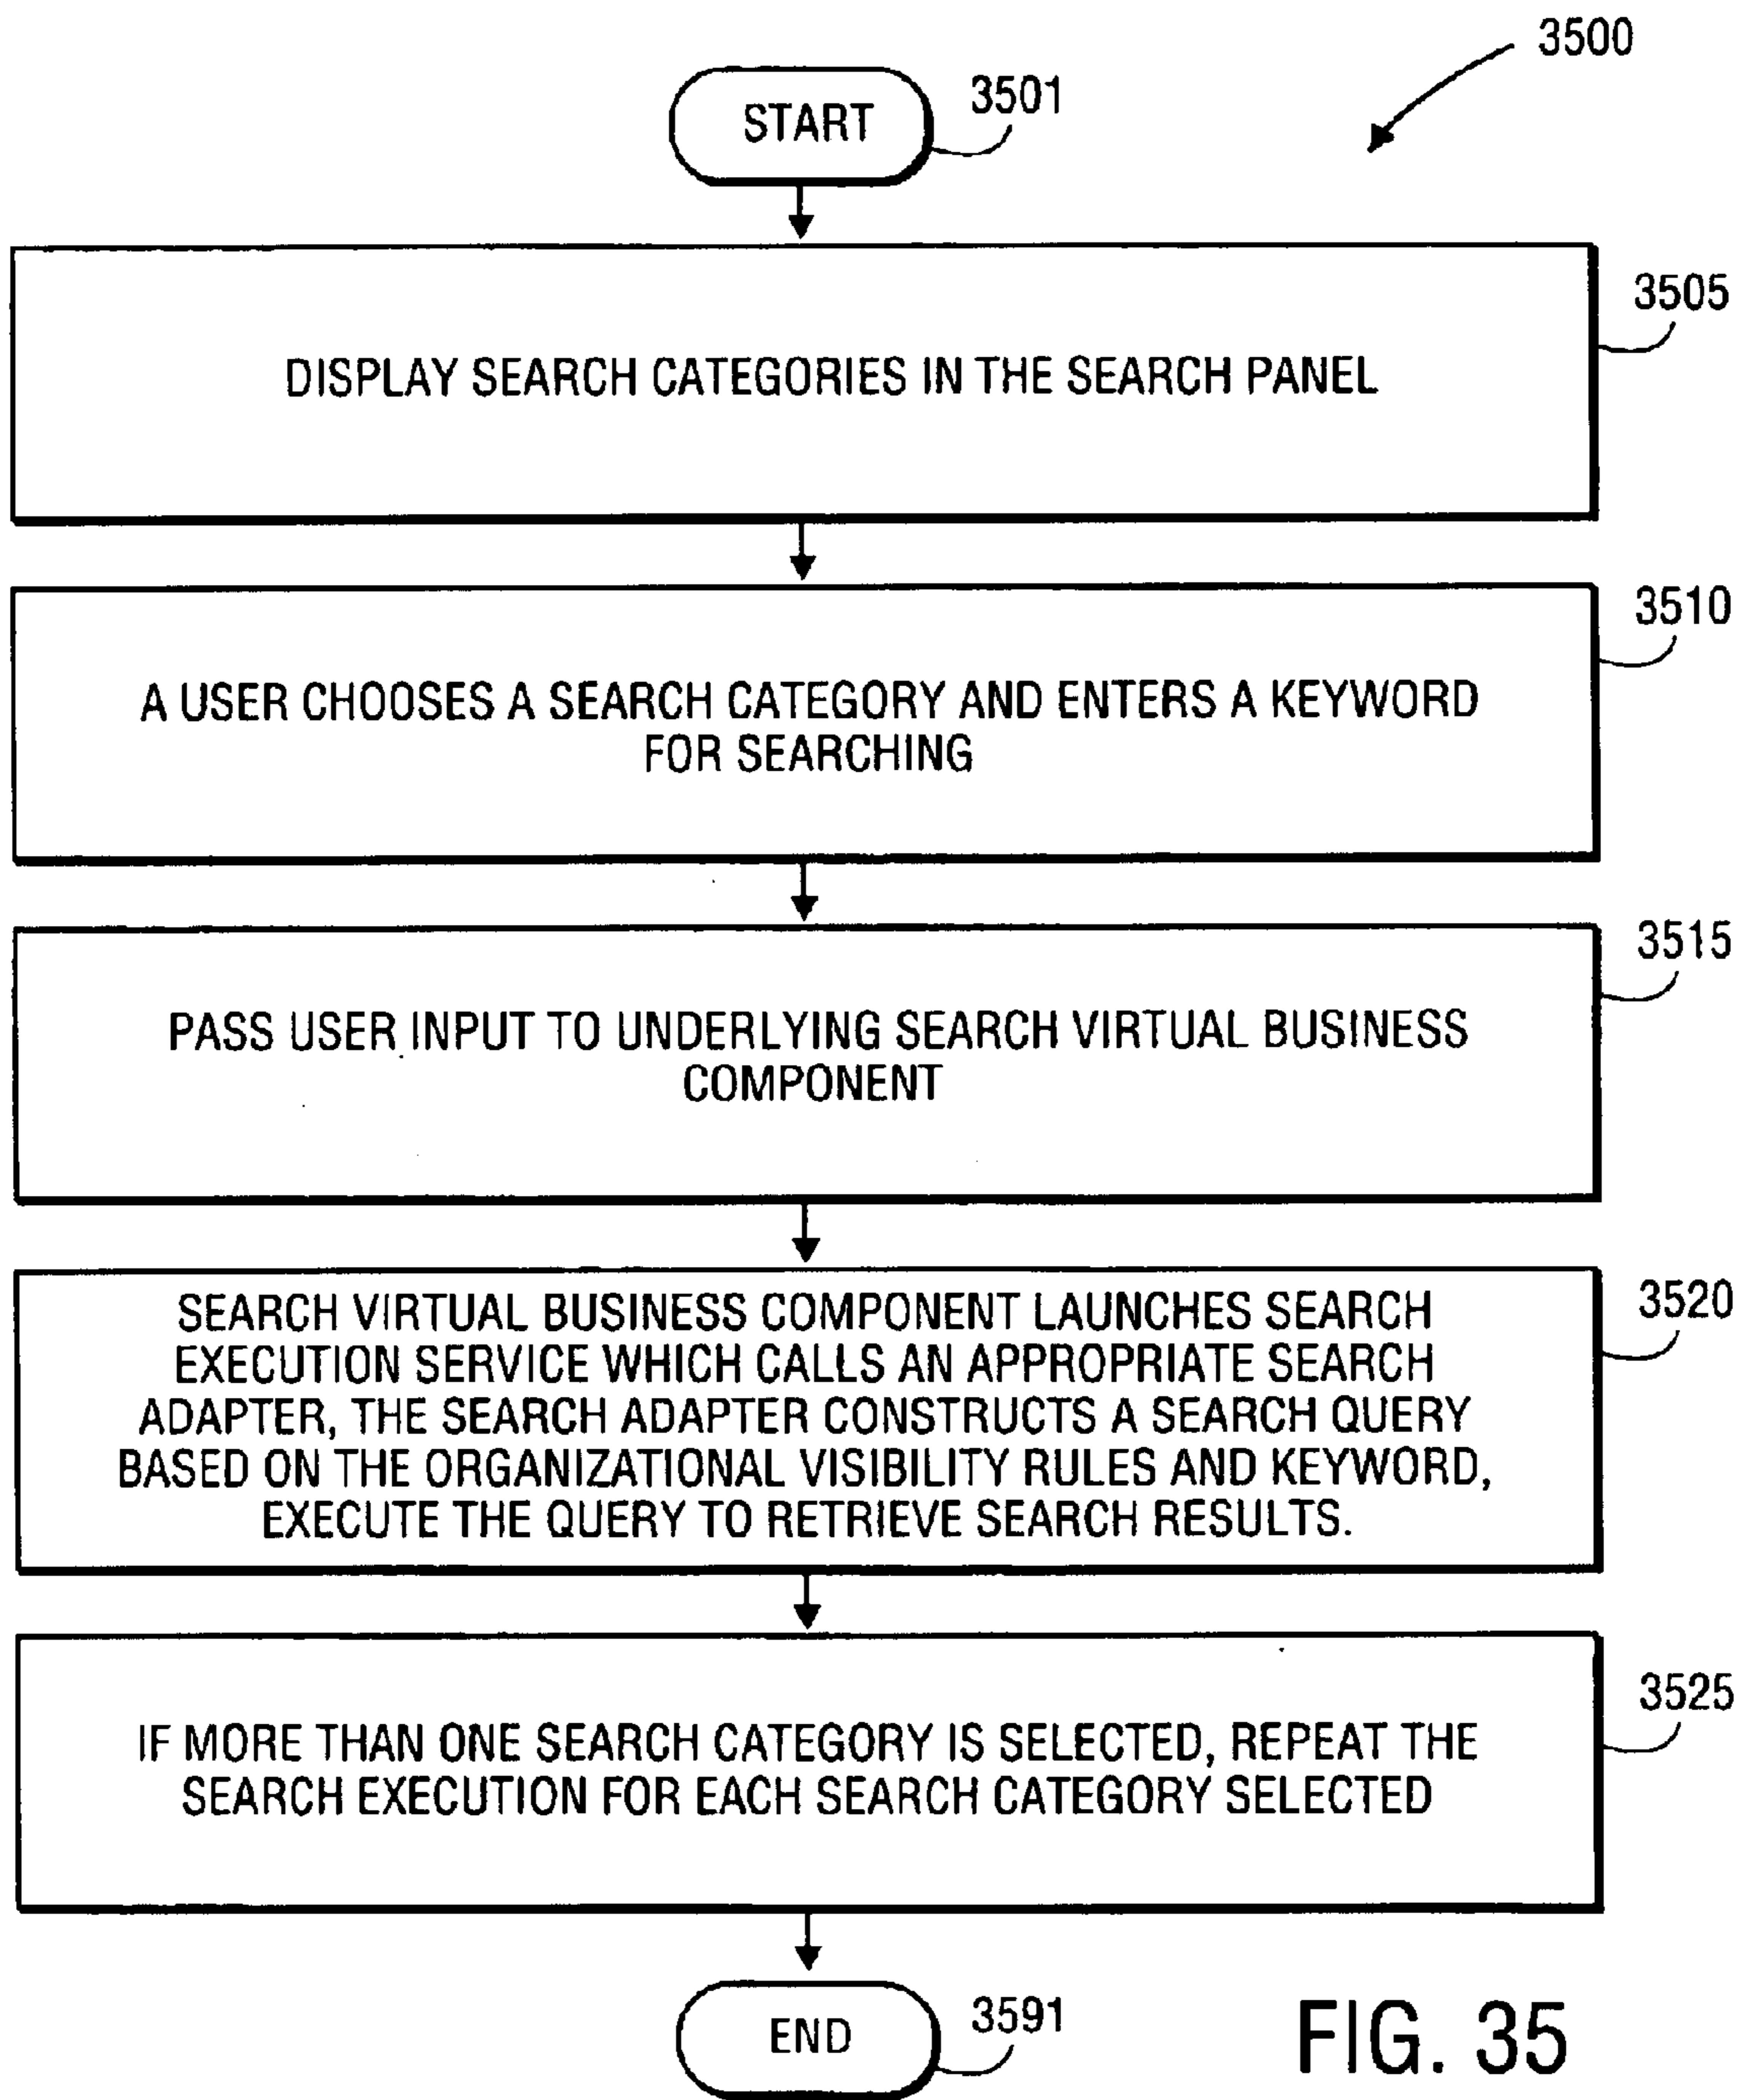 3500
START
3501
3505
DISPLAY SEARCH CATEGORIES IN THE SEARCH PANEL
3510
A USER CHOOSES A SEARCH CATEGORY AND ENTERS A KEYWORD
FOR SEARCHING
3515
PASS USER INPUT TO UNDERLYING SEARCH VIRTUAL BUSINESS
COMPONENT
3520
SEARCH VIRTUAL BUSINESS COMPONENT LAUNCHES SEARCH
EXECUTION SERVICE WHICH CALLS AN APPROPRIATE SEARCH
ADAPTER, THE SEARCH ADAPTER CONSTRUCTS A SEARCH QUERY
BASED ON THE ORGANIZATIONAL VISIBILITY RULES AND KEYWORD,
EXECUTE THE QUERY TO RETRIEVE SEARCH RESULTS.
3525
IF MORE THAN ONE SEARCH CATEGORY IS SELECTED, REPEAT THE
SEARCH EXECUTION FOR EACH SEARCH CATEGORY SELECTED
END
3591
FIG. 35